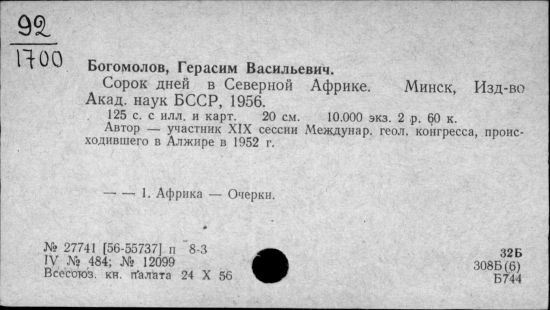 92
1700
Богомолов, Герасим Васильевич.
Сорок дней в Северной Африке. Минск, Изд-во
Акад. наук БССР, 1956.
125 с. с илл. и карт. 20 см. 10.000 экз. 2 р. 60 к.
Автор — участник XIX сессии Междунар. геол. конгресса, проис-
ходившего в Алжире в 1952 г.
— — 1. Африка — Очерки.
№ 27741 [56-55737] п 8-3
32Б
IV № 484; № 12099
308Б(6)
Всесоюз. кн. палата 24 X 56
Б744